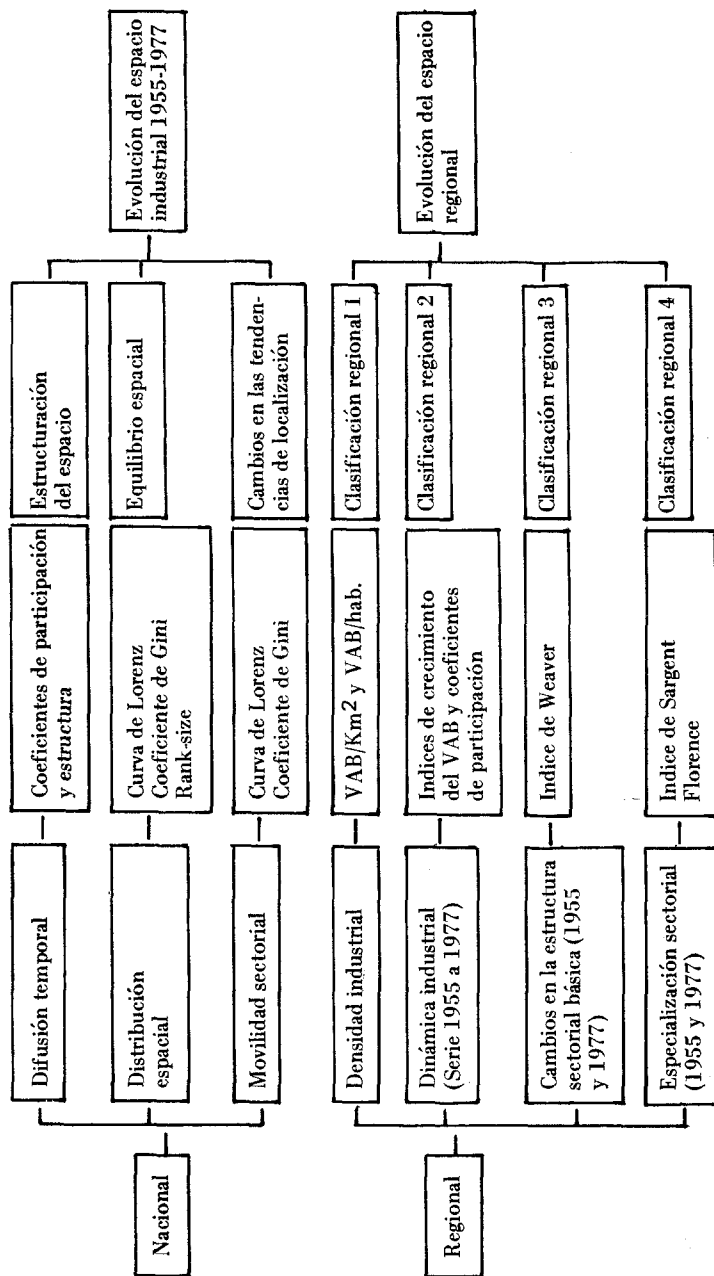 Nacional
Difusión temporal
Coeficientes de participación
y estructura
Estructuración
del espacio
Distribución
espacial
Curva de Lorenz
Coeficiente de Gini
Rank-size
Equilibrio espacial
Movilidad sectorial
Curva de Lorenz
Coeficiente de Gini
Cambios en las tenden-
cias de localización
Evolución del espacio
industrial 1955-1977
Regional
Densidad industrial
VAB/Km2 y VAB/hab.
Clasificación regional 1
Dinámica industrial
(Serie 1955 a 1977)
Indices de crecimiento
del VAB y coeficientes
de participación
Clasificación regional 2
Cambios en la estructura
sectorial básica (1955
y 1977)
Indice de Weaver
Clasificación regional 3
Especialización sectorial
(1955 y 1977)
Indice de Sargent
Florence
Clasificación regional 4
Evolución del espacio
regional